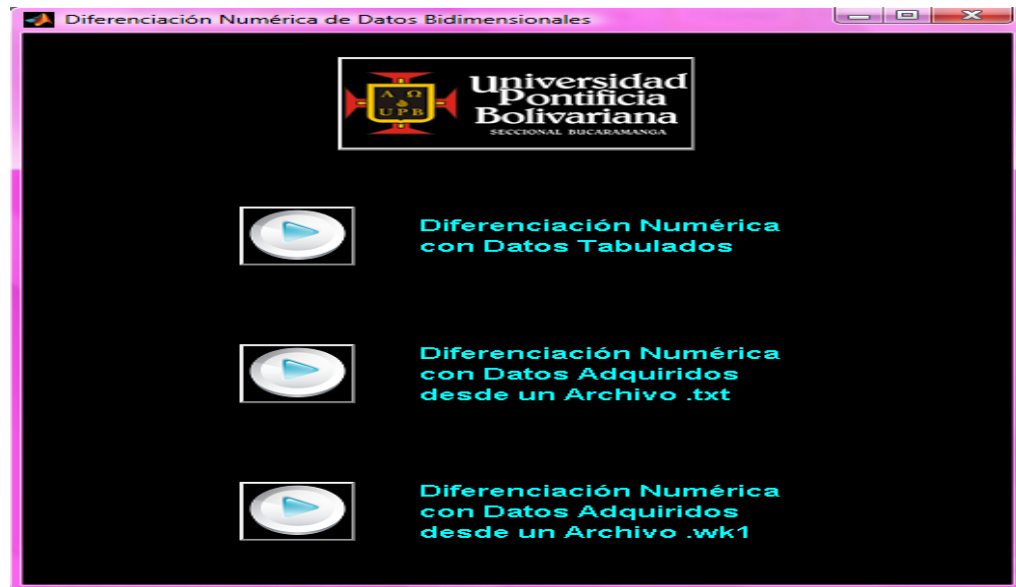 Diferenciación Numérica de Datos Bidimensionales
Α Ω
UPB
Universidad
Pontificia
Bolivariana
SECCIONAL BUCARAMANGA
Diferenciación Numérica
con Datos Tabulados
Diferenciación Numérica
con Datos Adquiridos
desde un Archivo .txt
Diferenciación Numérica
con Datos Adquiridos
desde un Archivo .wk1